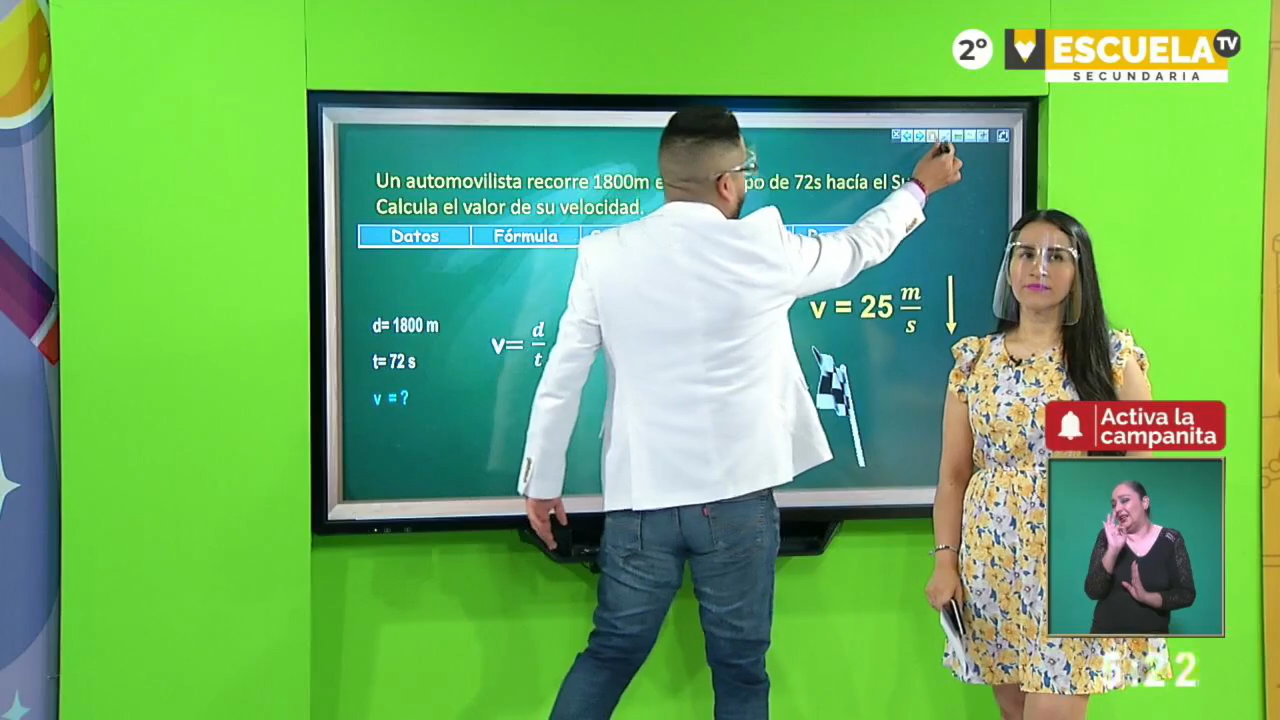 2°
ESCUELA TV
SECUNDARIA
Un automovilista recorre 1800m de 72s hacía el
Calcula el valor de su velocidad.
Datos Fórmula
d= 1800 m
t= 72 s
v = ?
v= d/t
v = 25 m/s
Activa la
campanita